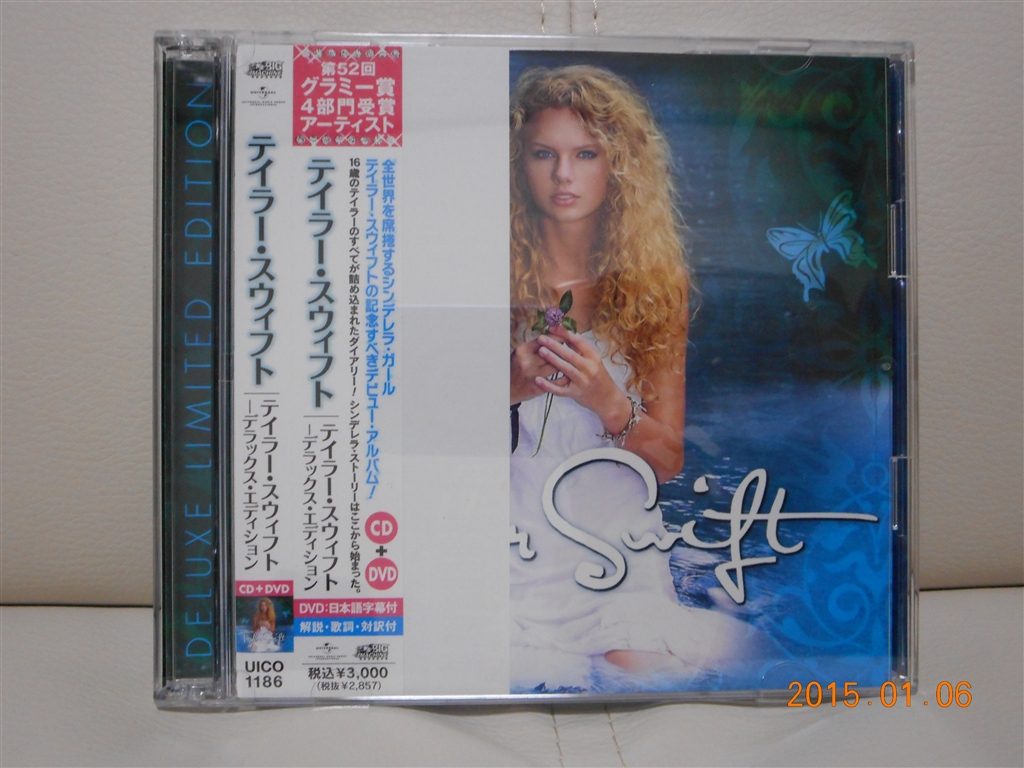 DELUXE LIMITED EDITION
BIG
MACHINE
UNIVERSAL
テイラー・スウィフト
テイラー・スウィフト
―デラックス・エディション
CD+DVD
UICO
1186
第52回
グラミー賞
4部門受賞
アーティスト
全世界を席捲するシンデレラ・ガール
テイラー・スウィフトの記念すべきデビュー・アルバム!
16歳のテイラーのすべてが詰め込まれたダイアリー! シンデレラ・ストーリーはここから始まった。
テイラー・スウィフト
テイラー・スウィフト
―デラックス・エディション
CD
+
DVD
DVD:日本語字幕付
解説・歌詞・対訳付
UNIVERSAL
BIG
MACHINE
RECORDS
税込¥3,000
(税抜¥2,857)
r Swift
2015.01.06